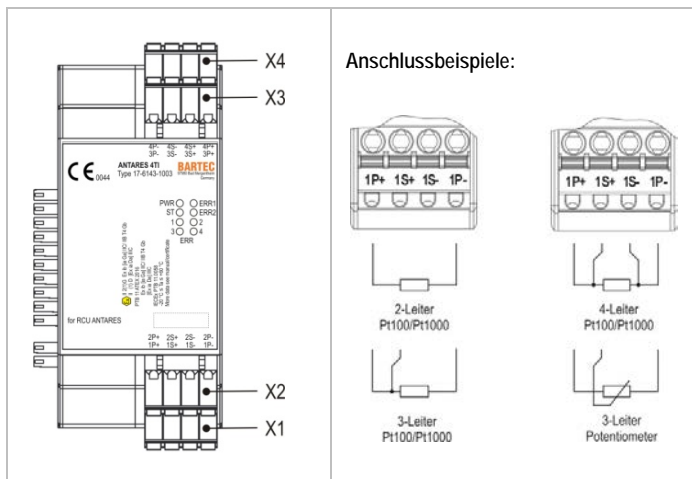 X4
X3
4P- 4S- 4S+ 4P+
3P- 3S- 3S+ 3P+
CE 0044
ANTARES 4TI
Type 17-6143-1003
BARTEC
Germany
PWR ERR1
ST ERR2
1 2
3 4
ERR
for RCU ANTARES
2P+ 2S+ 2S- 2P-
1P+ 1S+ 1S- 1P-
X2
X1
Anschlussbeispiele:
1P+ 1S+ 1S- 1P-
1P+ 1S+ 1S- 1P-
2-Leiter
Pt100/Pt1000
4-Leiter
Pt100/Pt1000
3-Leiter
Pt100/Pt1000
3-Leiter
Potentiometer